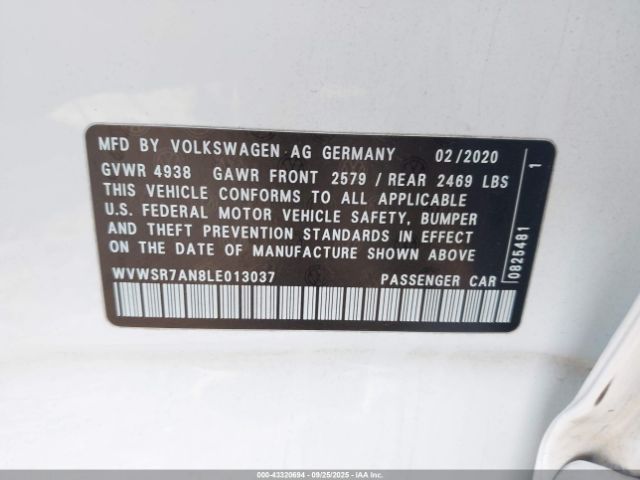 MFD BY VOLKSWAGEN AG GERMANY 02/2020
GVWR 4938 GAWR FRONT 2579 / REAR 2469 LBS
THIS VEHICLE CONFORMS TO ALL APPLICABLE
U.S. FEDERAL MOTOR VEHICLE SAFETY, BUMPER
AND THEFT PREVENTION STANDARDS IN EFFECT
ON THE DATE OF MANUFACTURE SHOWN ABOVE
WVWSR7AN8LE013037 PASSENGER CAR
0825481 1
000-43320694 - 09/25/2025 - IAA, Inc.